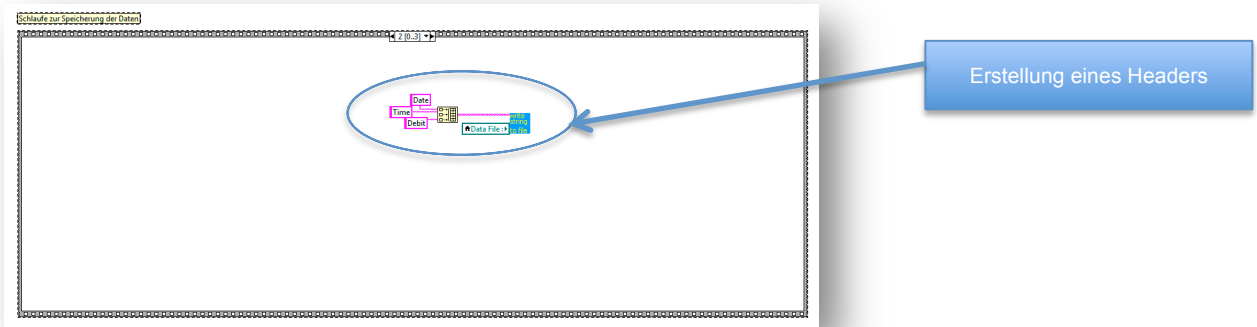 Schlaufe zur Speicherung der Daten
2 [0..3]
Erstellung eines Headers
Date
Time
Debit
write
string
Data File :
to file